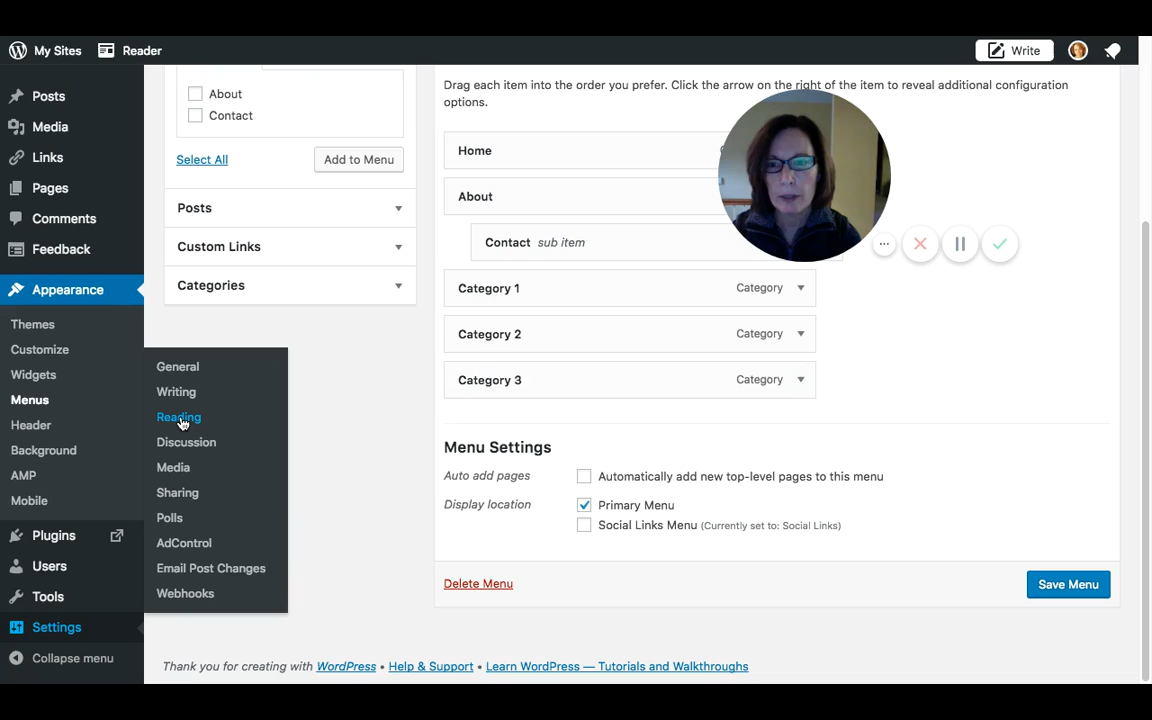 My Sites
Reader
Write
Posts
Media
Links
Pages
Comments
Feedback
Appearance
Themes
Customize
Widgets
Menus
Header
Background
AMP
Mobile
Plugins
Users
Tools
Settings
Collapse menu
General
Writing
Reading
Discussion
Media
Sharing
Polls
AdControl
Email Post Changes
Webhooks
About
Contact
Select All
Add to Menu
Posts
Custom Links
Categories
Drag each item into the order you prefer. Click the arrow on the right of the item to reveal additional configuration
options.
Home
About
Contact sub item
Category 1 Category
Category 2 Category
Category 3 Category
Menu Settings
Auto add pages
Automatically add new top-level pages to this menu
Display location
Primary Menu
Social Links Menu (Currently set to: Social Links)
Delete Menu
Save Menu
Thank you for creating with WordPress • Help & Support • Learn WordPress — Tutorials and Walkthroughs